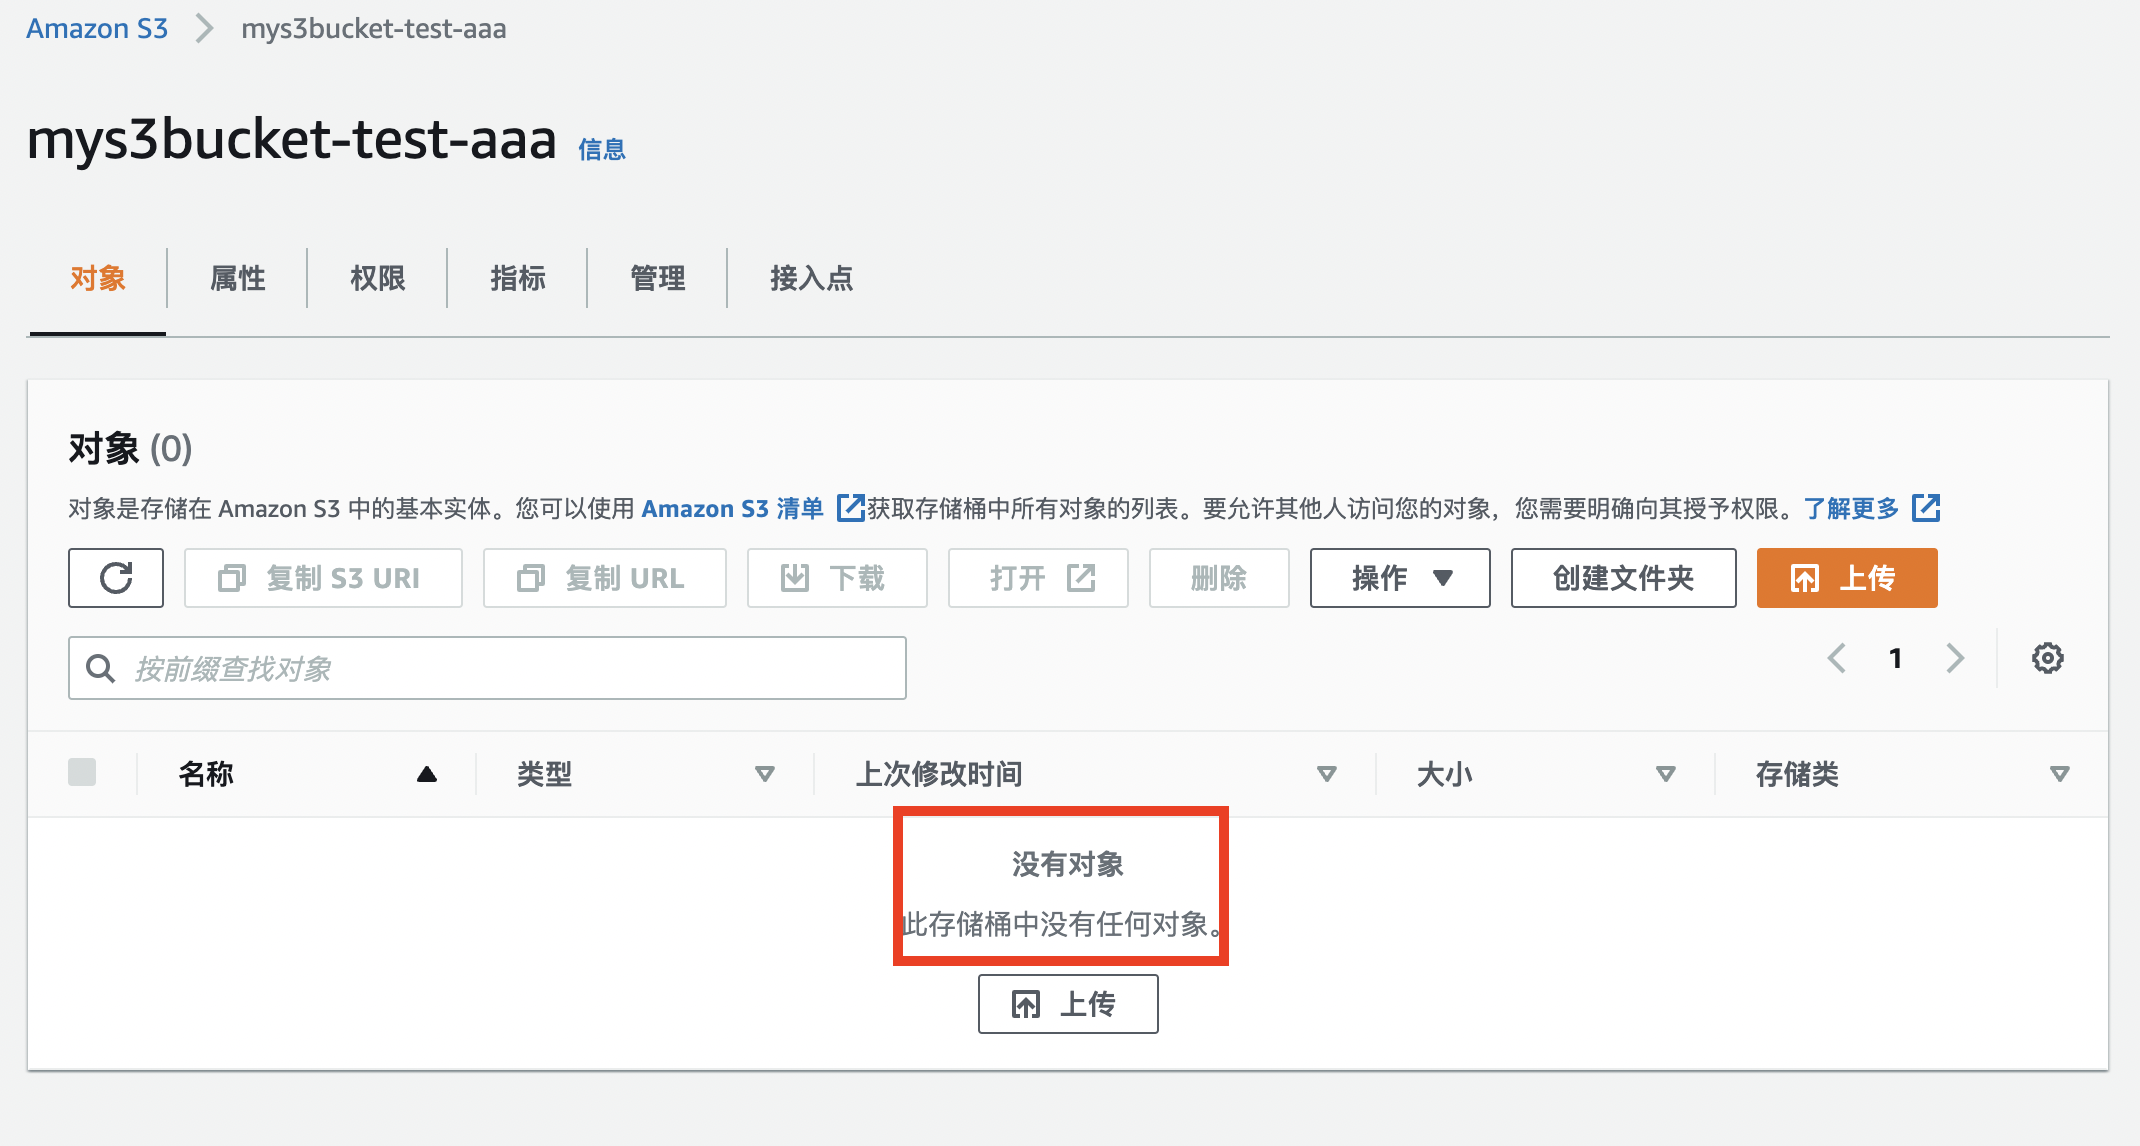 Amazon S3 > mys3bucket-test-aaa
mys3bucket-test-aaa 信息
对象 属性 权限 指标 管理 接入点
对象 (0)
对象是存储在 Amazon S3 中的基本实体。您可以使用 Amazon S3 清单 获取存储桶中所有对象的列表。要允许其他人访问您的对象，您需要明确向其授予权限。了解更多
复制 S3 URI 复制 URL 下载 打开 删除 操作 创建文件夹 上传
按前缀查找对象 1
名称 类型 上次修改时间 大小 存储类
没有对象
此存储桶中没有任何对象。
上传